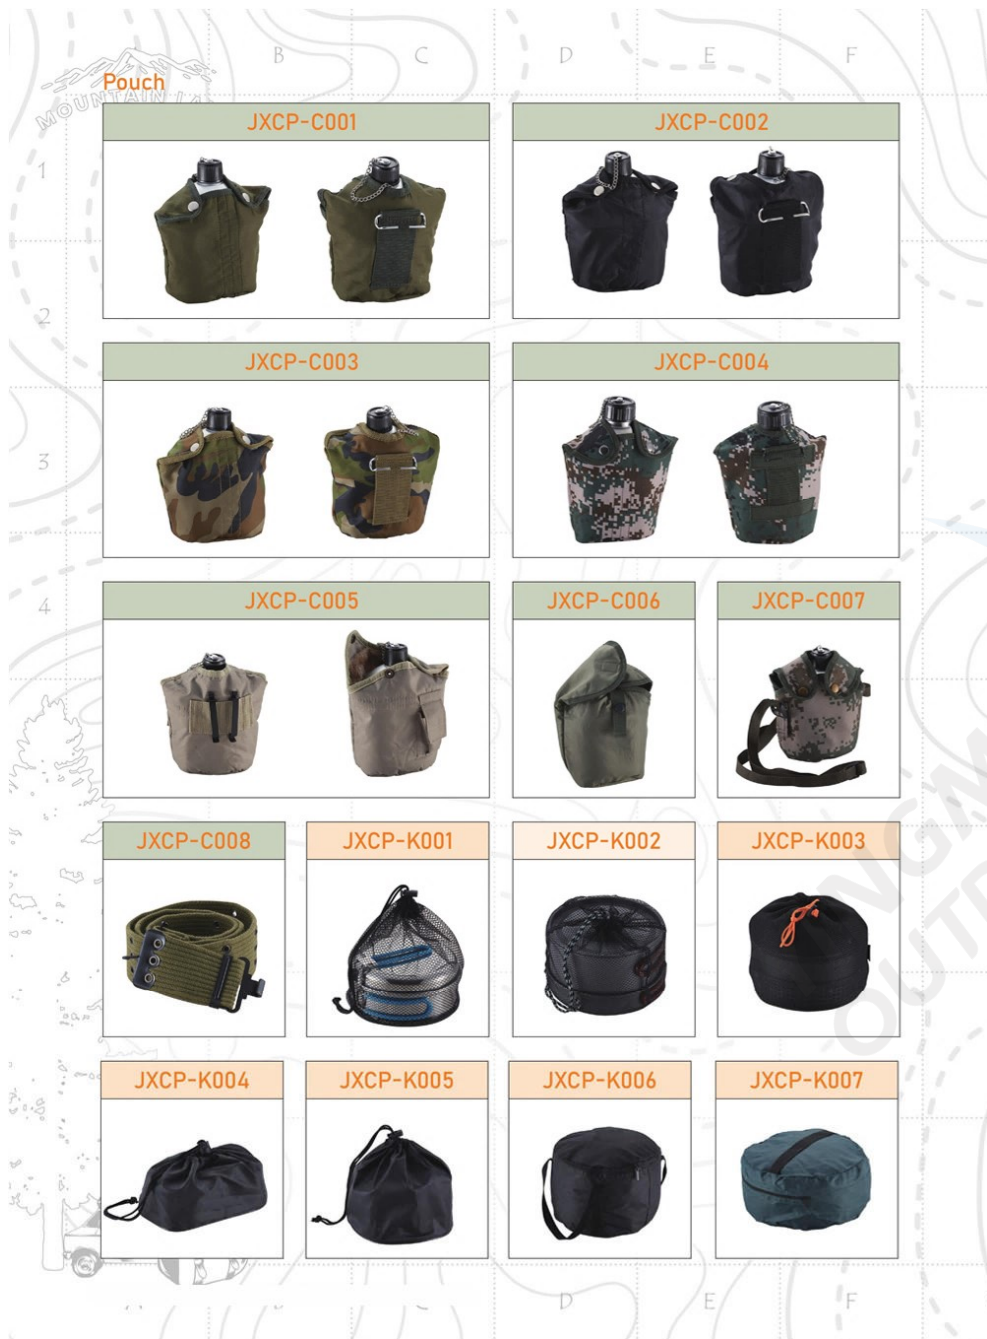 B C D E F
Pouch
MOUNTAIN LA
JXCP-C001 JXCP-C002
1
2
JXCP-C003 JXCP-C004
3
JXCP-C005 JXCP-C006 JXCP-C007
4
JXCP-C008 JXCP-K001 JXCP-K002 JXCP-K003
JXCP-K004 JXCP-K005 JXCP-K006 JXCP-K007
D E F